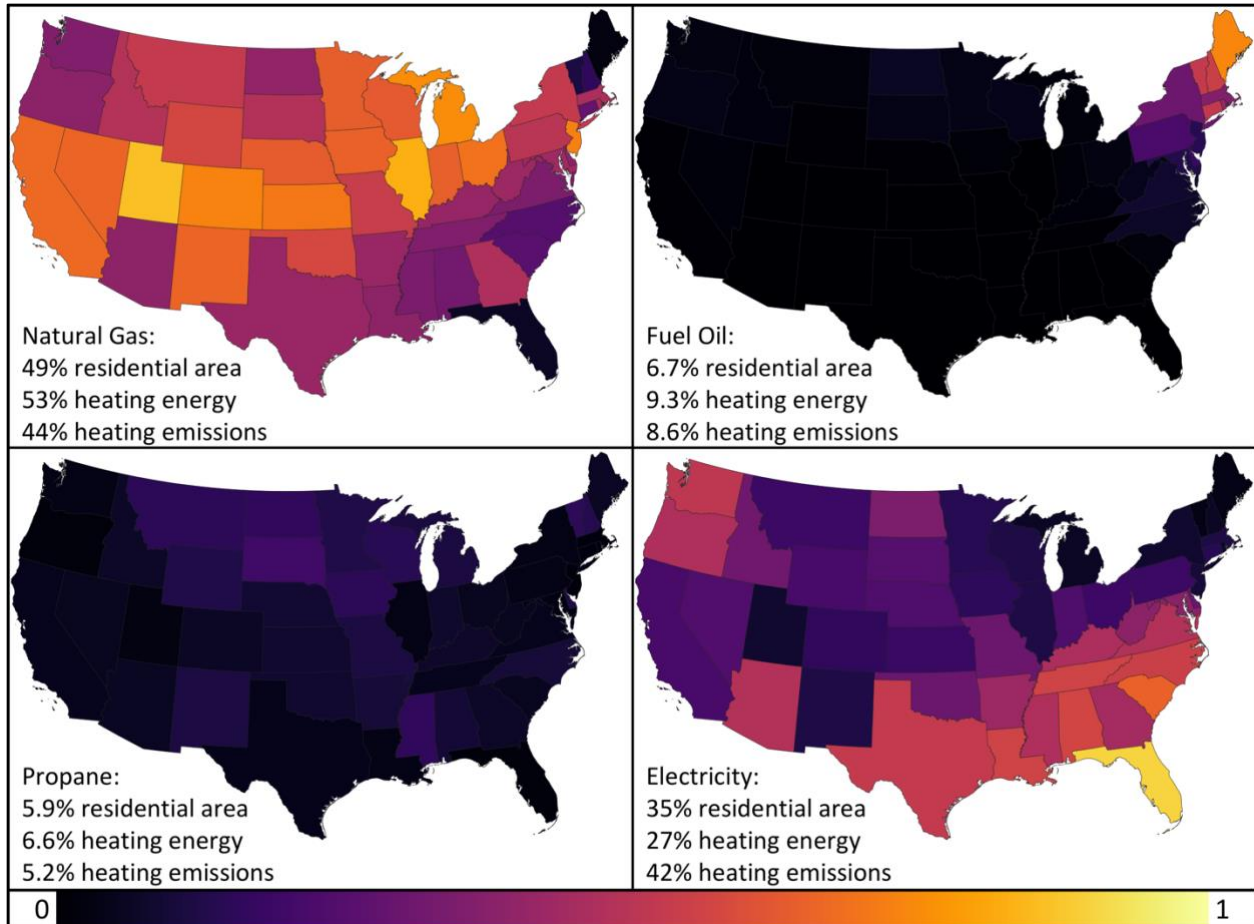 Natural Gas:
49% residential area
53% heating energy
44% heating emissions
Fuel Oil:
6.7% residential area
9.3% heating energy
8.6% heating emissions
Propane:
5.9% residential area
6.6% heating energy
5.2% heating emissions
Electricity:
35% residential area
27% heating energy
42% heating emissions
0
1